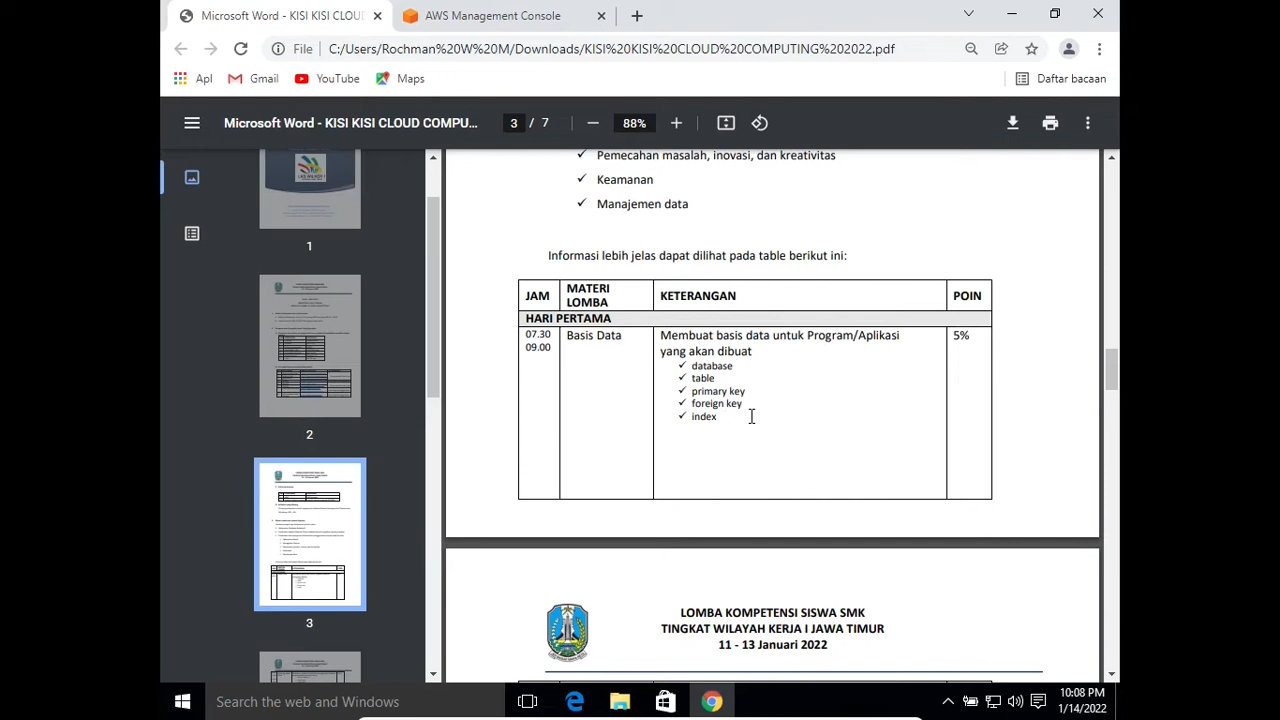 Microsoft Word - KISI KISI CLOU
AWS Management Console
File
C:/Users/Rochman%20W%20M/Downloads/KISI%20KISI%20CLOUD%20COMPUTING%202022.pdf
Apl
Gmail
YouTube
Maps
Daftar bacaan
Microsoft Word - KISI KISI CLOUD COMPU...
3 / 7
88%
1
2
3
✓ Pemecahan masalah, inovasi, dan kreativitas
✓ Keamanan
✓ Manajemen data
Informasi lebih jelas dapat dilihat pada table berikut ini:
JAM
MATERI
LOMBA
KETERANGAN
POIN
HARI PERTAMA
07.30
09.00
Basis Data
Membuat basis data untuk Program/Aplikasi
yang akan dibuat
✓ database
✓ table
✓ primary key
✓ foreign key
✓ index
5%
LOMBA KOMPETENSI SISWA SMK
TINGKAT WILAYAH KERJA I JAWA TIMUR
11 - 13 Januari 2022
Search the web and Windows
10:08 PM
1/14/2022